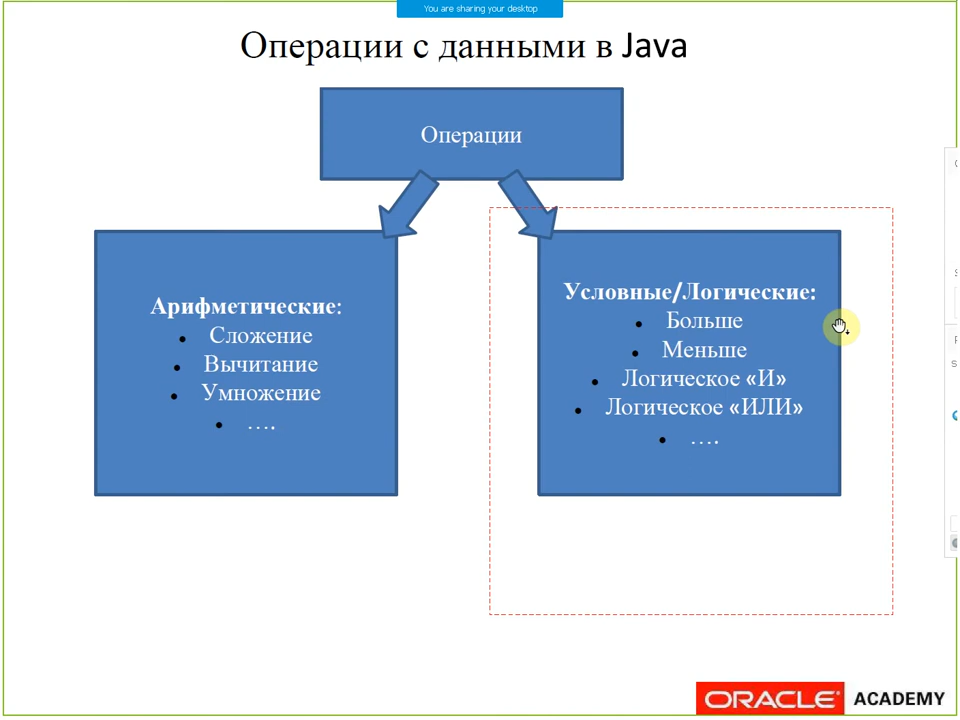 You are sharing your desktop
Операции с данными в Java
Операции
Арифметические:
• Сложение
• Вычитание
• Умножение
• ….
Условные/Логические:
• Больше
• Меньше
• Логическое «И»
• Логическое «ИЛИ»
• ….
ORACLE ACADEMY